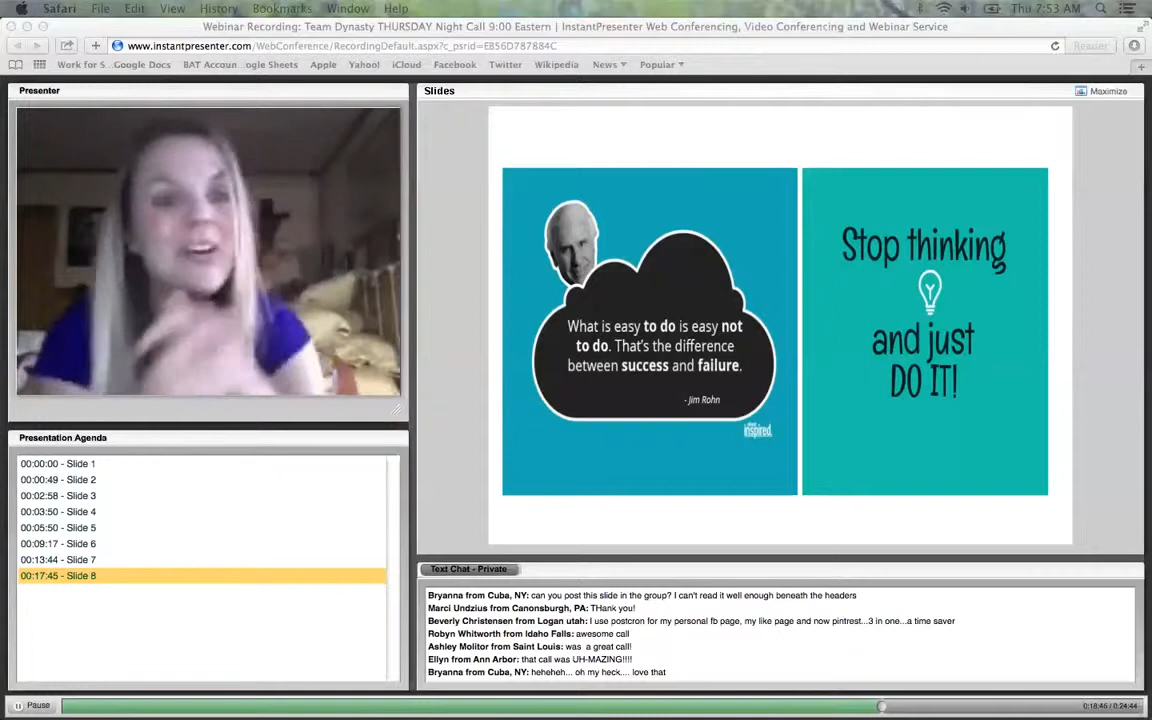 Safari File Edit View History Bookmarks Window Help Thu 7:53 AM
Webinar Recording: Team Dynasty THURSDAY Night Call 9:00 Eastern | InstantPresenter Web Conferencing, Video Conferencing and Webinar Service
www.instantpresenter.com/WebConference/RecordingDefault.aspx?c_psrid=EB56D787884C Reader
Work for S...Google Docs BAT Accoun...ogle Sheets Apple Yahoo! iCloud Facebook Twitter Wikipedia News Popular
Presenter
Slides
Maximize
What is easy to do is easy not
to do. That's the difference
between success and failure.
- Jim Rohn
inspired.
Stop thinking
and just
DO IT!
Presentation Agenda
00:00:00 - Slide 1
00:00:49 - Slide 2
00:02:58 - Slide 3
00:03:50 - Slide 4
00:05:50 - Slide 5
00:09:17 - Slide 6
00:13:44 - Slide 7
00:17:45 - Slide 8
Text Chat - Private
Bryanna from Cuba, NY: can you post this slide in the group? I can't read it well enough beneath the headers
Marci Undzius from Canonsburg, PA: THank you!
Beverly Christensen from Logan utah: I use postcron for my personal fb page, my like page and now pintrest...3 in one...a time saver
Robyn Whitworth from Idaho Falls: awesome call
Ashley Molitor from Saint Louis: was a great call!
Ellyn from Ann Arbor: that call was UH-MAZING!!!!
Bryanna from Cuba, NY: heheheh... oh my heck.... love that
Pause
0:18:46 / 0:24:44